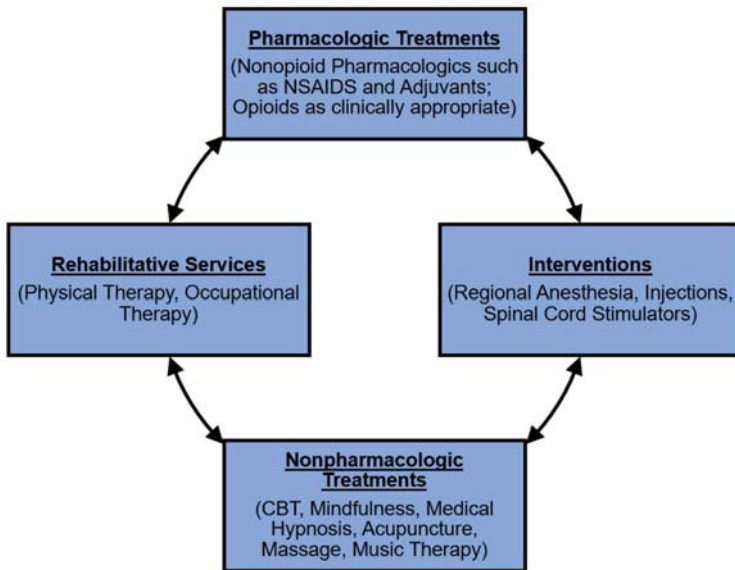 Pharmacologic Treatments
(Nonopioid Pharmacologics such
as NSAIDS and Adjuvants;
Opioids as clinically appropriate)
Rehabilitative Services
(Physical Therapy, Occupational
Therapy)
Interventions
(Regional Anesthesia, Injections,
Spinal Cord Stimulators)
Nonpharmacologic
Treatments
(CBT, Mindfulness, Medical
Hypnosis, Acupuncture,
Massage, Music Therapy)